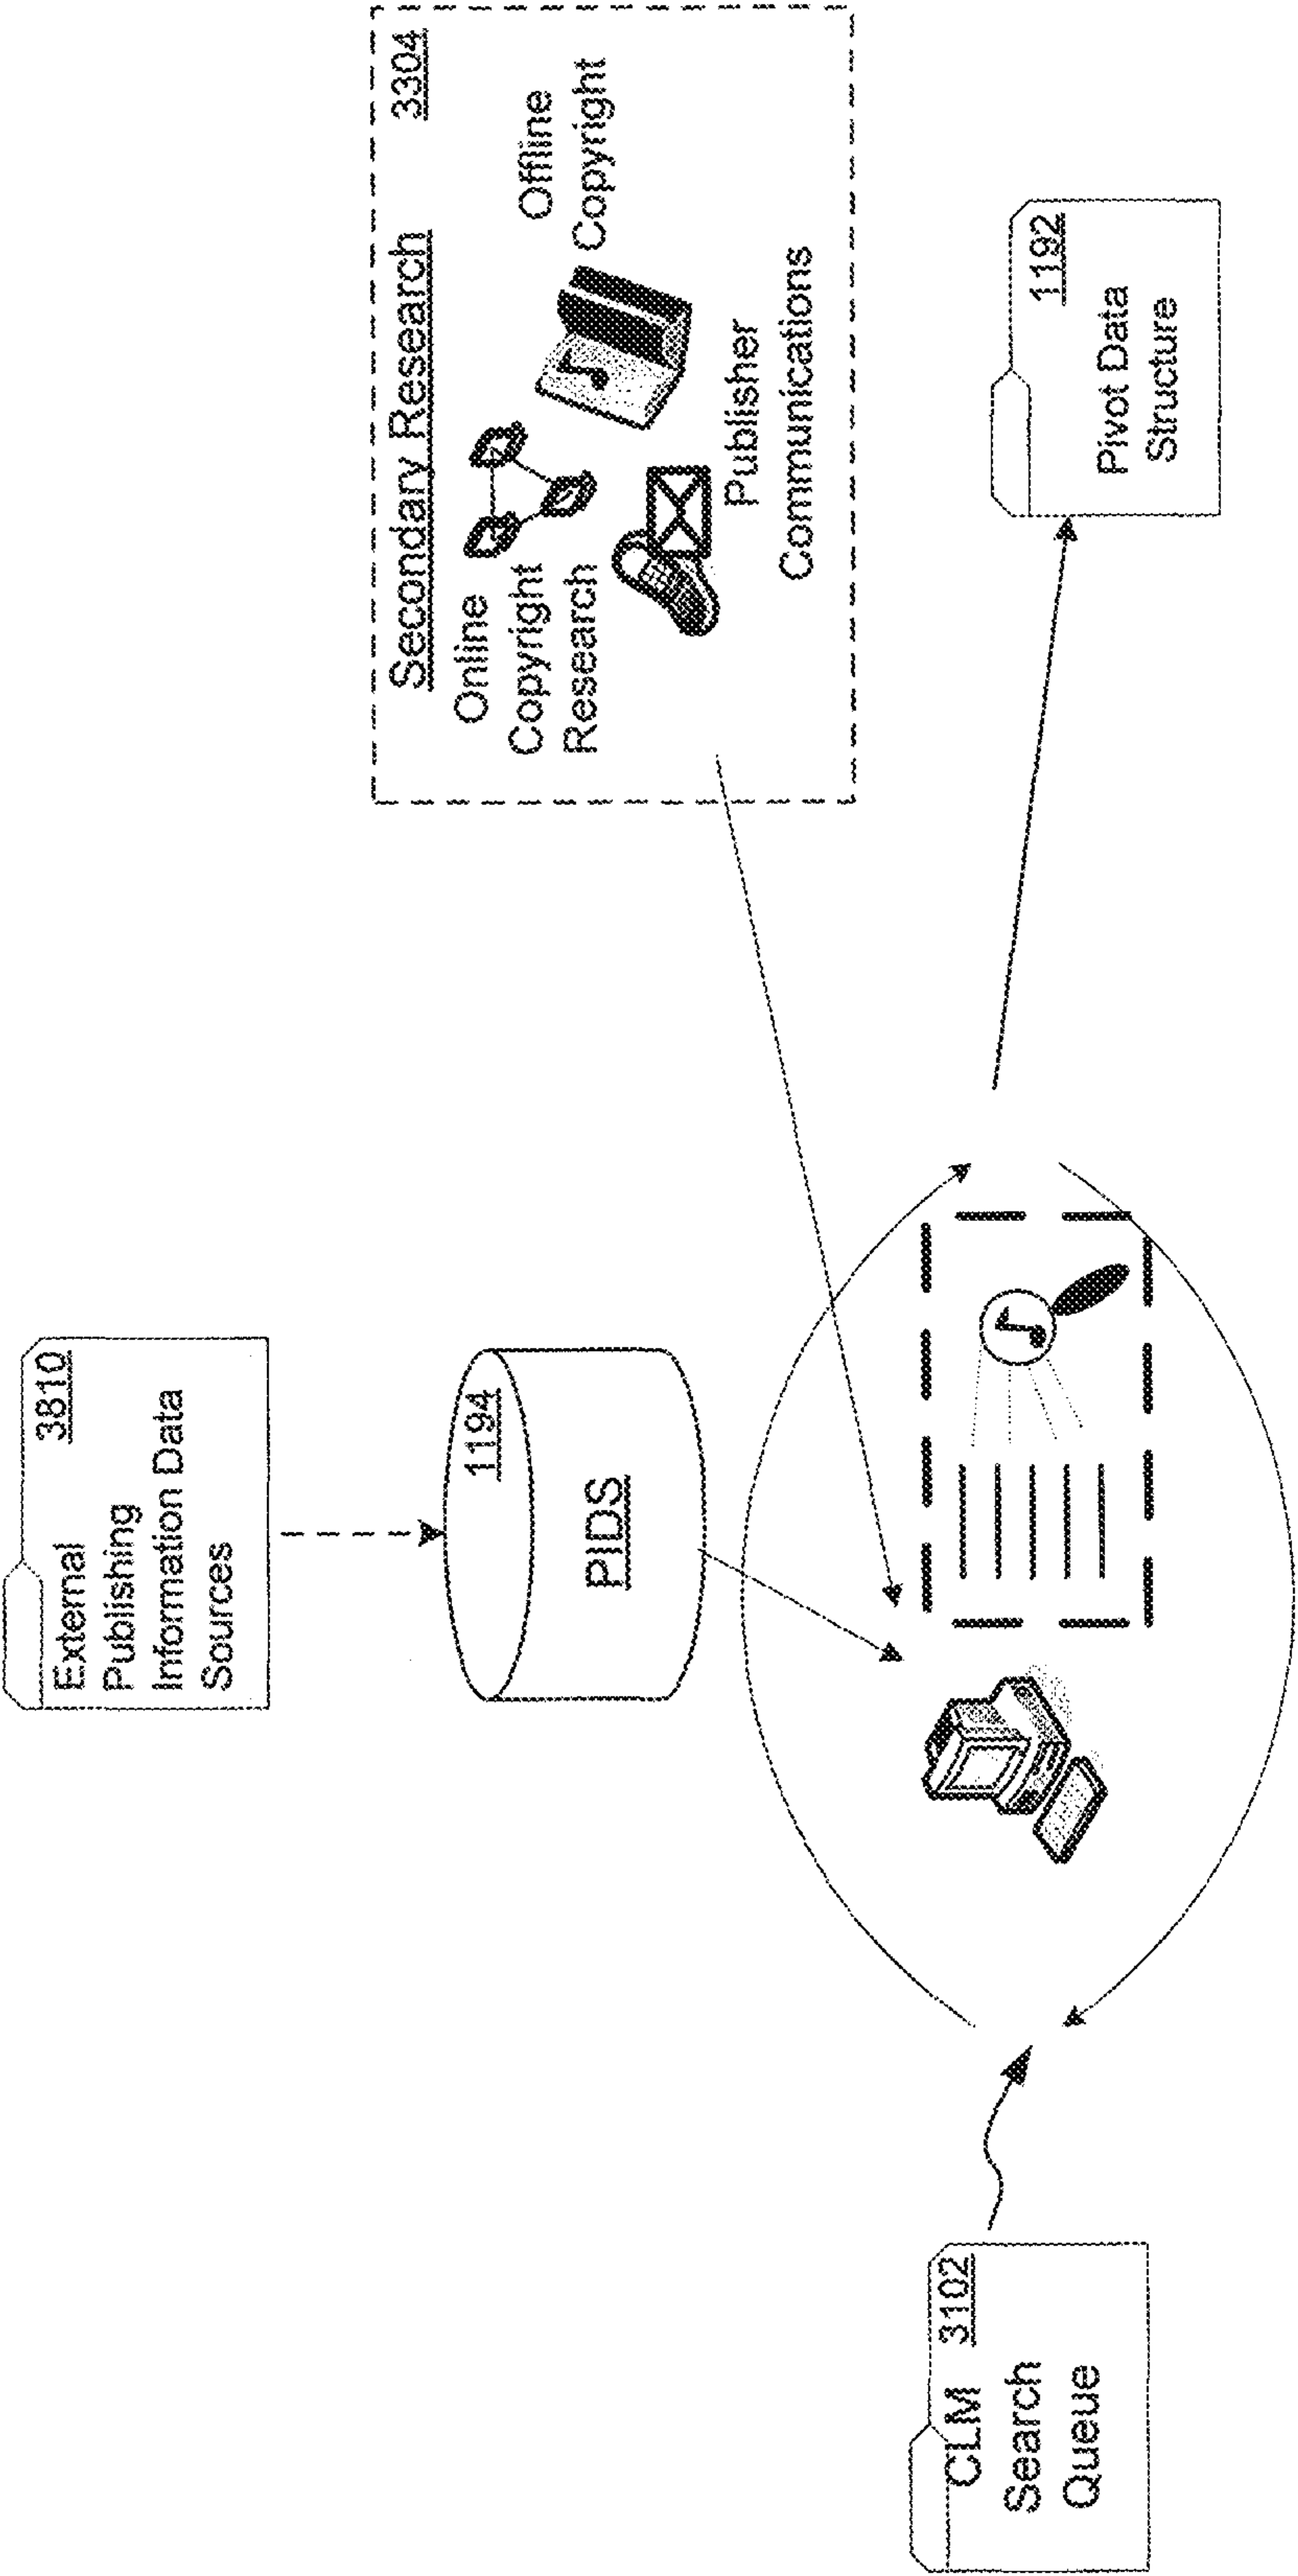 3810
External
Publishing
Information Data
Sources
1194
PIDS
Secondary Research 3304
Online
Copyright
Research
Offline
Copyright
Publisher
Communications
CLM 3102
Search
Queue
1192
Pivot Data
Structure